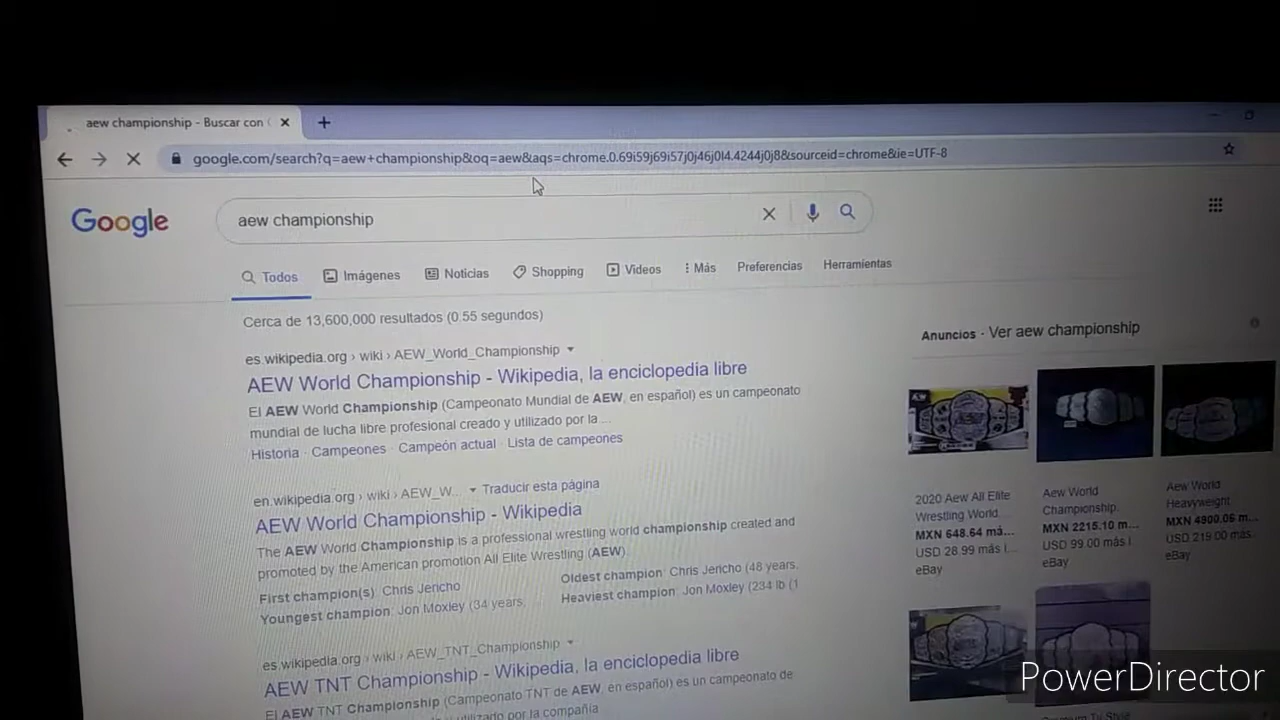 aew championship - Buscar con
google.com/search?q=aew+championship&oq=aew&aqs=chrome.0.69i59j69i57j0j46j0l4.4244j0j8&sourceid=chrome&ie=UTF-8
Google
aew championship
Todos Imágenes Noticias Shopping Videos Más Preferencias Herramientas
Cerca de 13,600,000 resultados (0.55 segundos)
es.wikipedia.org › wiki › AEW_World_Championship
AEW World Championship - Wikipedia, la enciclopedia libre
El AEW World Championship (Campeonato Mundial de AEW, en español) es un campeonato
mundial de lucha libre profesional creado y utilizado por la ...
Historia · Campeones · Campeón actual · Lista de campeones
en.wikipedia.org › wiki › AEW_W... Traducir esta página
AEW World Championship - Wikipedia
The AEW World Championship is a professional wrestling world championship created and
promoted by the American promotion All Elite Wrestling (AEW).
First champion(s): Chris Jericho
Oldest champion: Chris Jericho (48 years,
Youngest champion: Jon Moxley (34 years,
Heaviest champion: Jon Moxley (234 lb (1
es.wikipedia.org › wiki › AEW_TNT_Championship
AEW TNT Championship - Wikipedia, la enciclopedia libre
El AEW TNT Championship (Campeonato TNT de AEW, en español) es un campeonato de
utilizado por la compañía
Anuncios · Ver aew championship
2020 Aew All Elite
Wrestling World...
MXN 648.64 má...
USD 28.99 más i...
eBay
Aew World
Championship.
MXN 2215.10 m...
USD 99.00 más i.
eBay
Aew World
Heavyweight
MXN 4900.06 m...
USD 219.00 más
eBay
PowerDirector